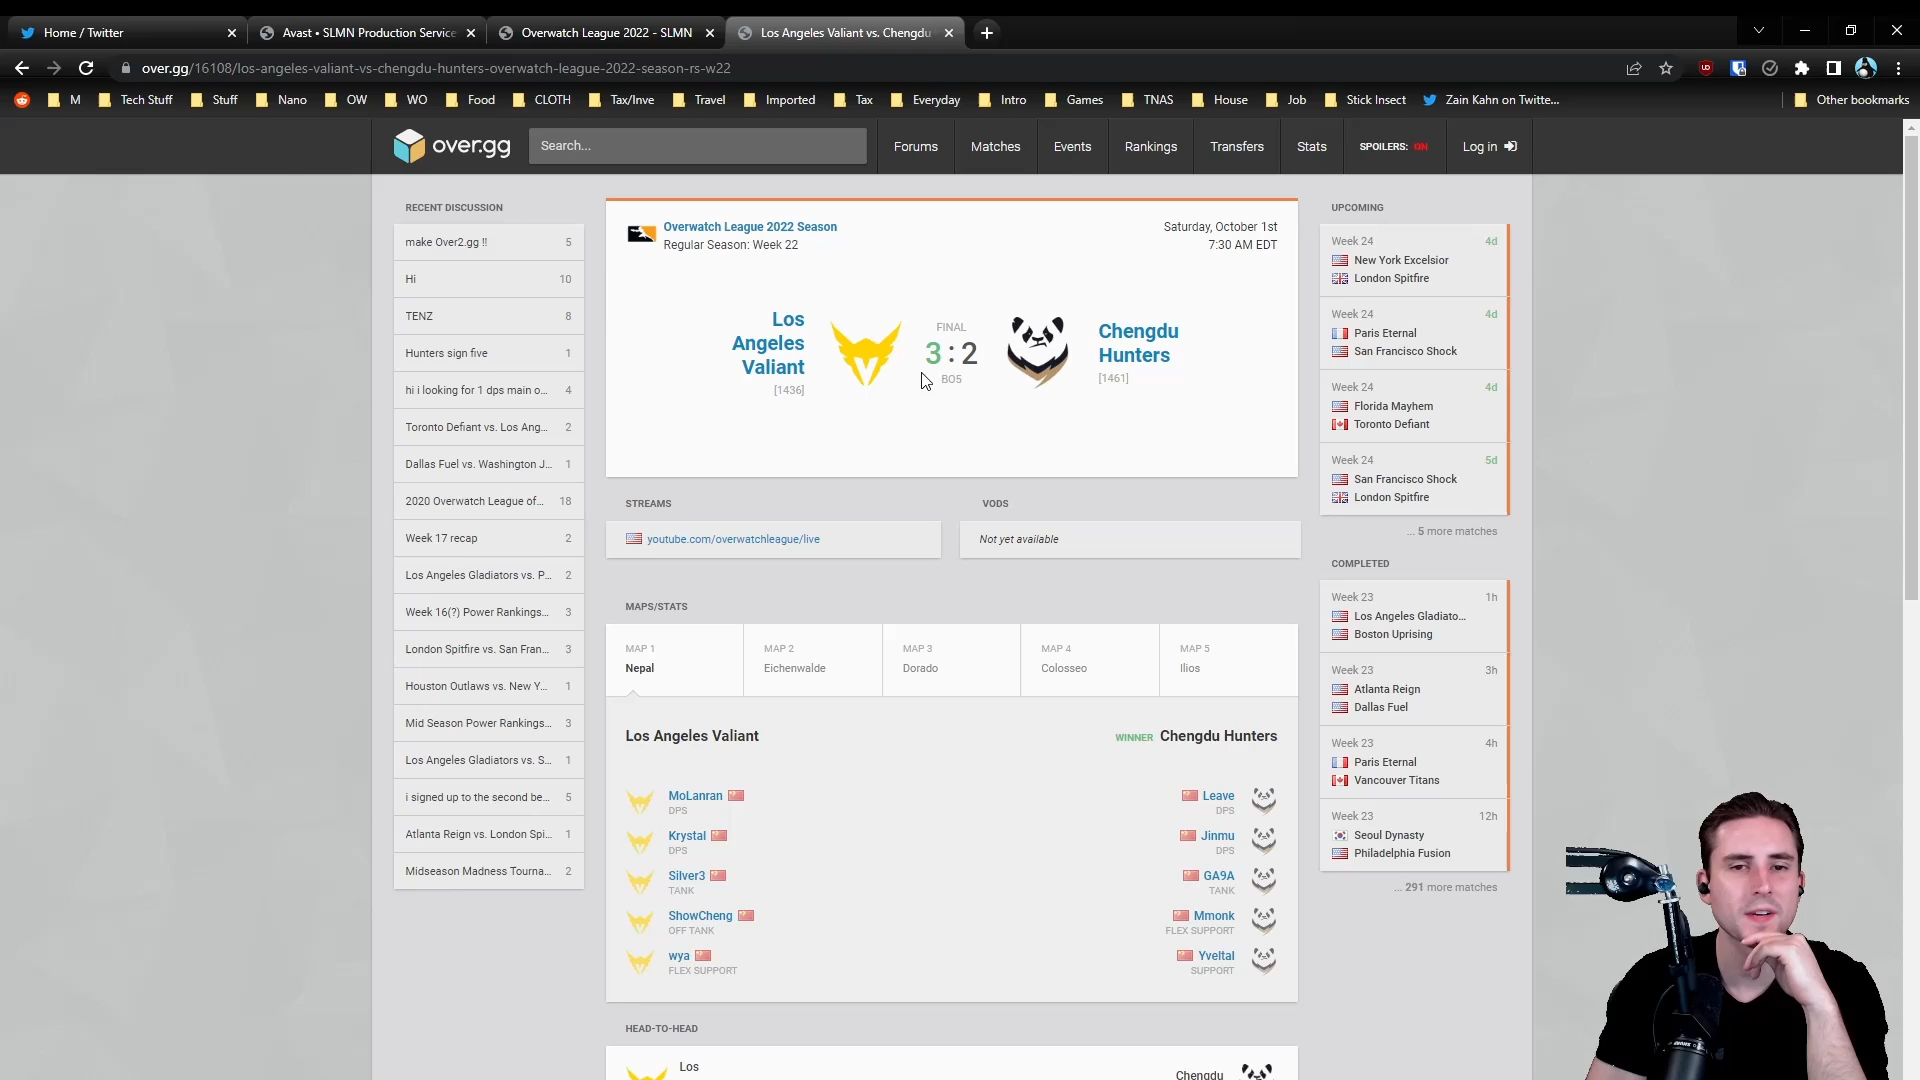 Home / Twitter
Avast • SLMN Production Service
Overwatch League 2022 - SLMN
Los Angeles Valiant vs. Chengdu
over.gg/16108/los-angeles-valiant-vs-chengdu-hunters-overwatch-league-2022-season-rs-w22
M Tech Stuff Stuff Nano OW WO Food CLOTH Tax/Inve Travel Imported Tax Everyday Intro Games TNAS House Job Stick Insect Zain Kahn on Twitte... Other bookmarks
over.gg
Search...
Forums Matches Events Rankings Transfers Stats SPOILERS: ON Log in
RECENT DISCUSSION
make Over2.gg !! 5
Hi 10
TENZ 8
Hunters sign five 1
hi i looking for 1 dps main o... 4
Toronto Defiant vs. Los Ang... 2
Dallas Fuel vs. Washington J... 1
2020 Overwatch League of... 18
Week 17 recap 2
Los Angeles Gladiators vs. P... 2
Week 16(?) Power Rankings... 3
London Spitfire vs. San Fran... 3
Houston Outlaws vs. New Y... 1
Mid Season Power Rankings... 3
Los Angeles Gladiators vs. S... 1
i signed up to the second be... 5
Atlanta Reign vs. London Spi... 1
Midseason Madness Tourna... 2
Overwatch League 2022 Season
Regular Season: Week 22
Saturday, October 1st
7:30 AM EDT
Los
Angeles
Valiant
[1436]
FINAL
3 : 2
BO5
Chengdu
Hunters
[1461]
STREAMS
youtube.com/overwatchleague/live
VODS
Not yet available
MAPS/STATS
MAP 1 MAP 2 MAP 3 MAP 4 MAP 5
Nepal Eichenwalde Dorado Colosseo Ilios
Los Angeles Valiant
WINNER Chengdu Hunters
MoLanran Leave
DPS DPS
Krystal Jinmu
DPS DPS
Silver3 GA9A
TANK TANK
ShowCheng Mmonk
OFF TANK FLEX SUPPORT
wya Yveltal
FLEX SUPPORT SUPPORT
HEAD-TO-HEAD
Los
Chengdu
UPCOMING
Week 24 4d
New York Excelsior
London Spitfire
Week 24 4d
Paris Eternal
San Francisco Shock
Week 24 4d
Florida Mayhem
Toronto Defiant
Week 24 5d
San Francisco Shock
London Spitfire
... 5 more matches
COMPLETED
Week 23 1h
Los Angeles Gladiato...
Boston Uprising
Week 23 3h
Atlanta Reign
Dallas Fuel
Week 23 4h
Paris Eternal
Vancouver Titans
Week 23 12h
Seoul Dynasty
Philadelphia Fusion
... 291 more matches